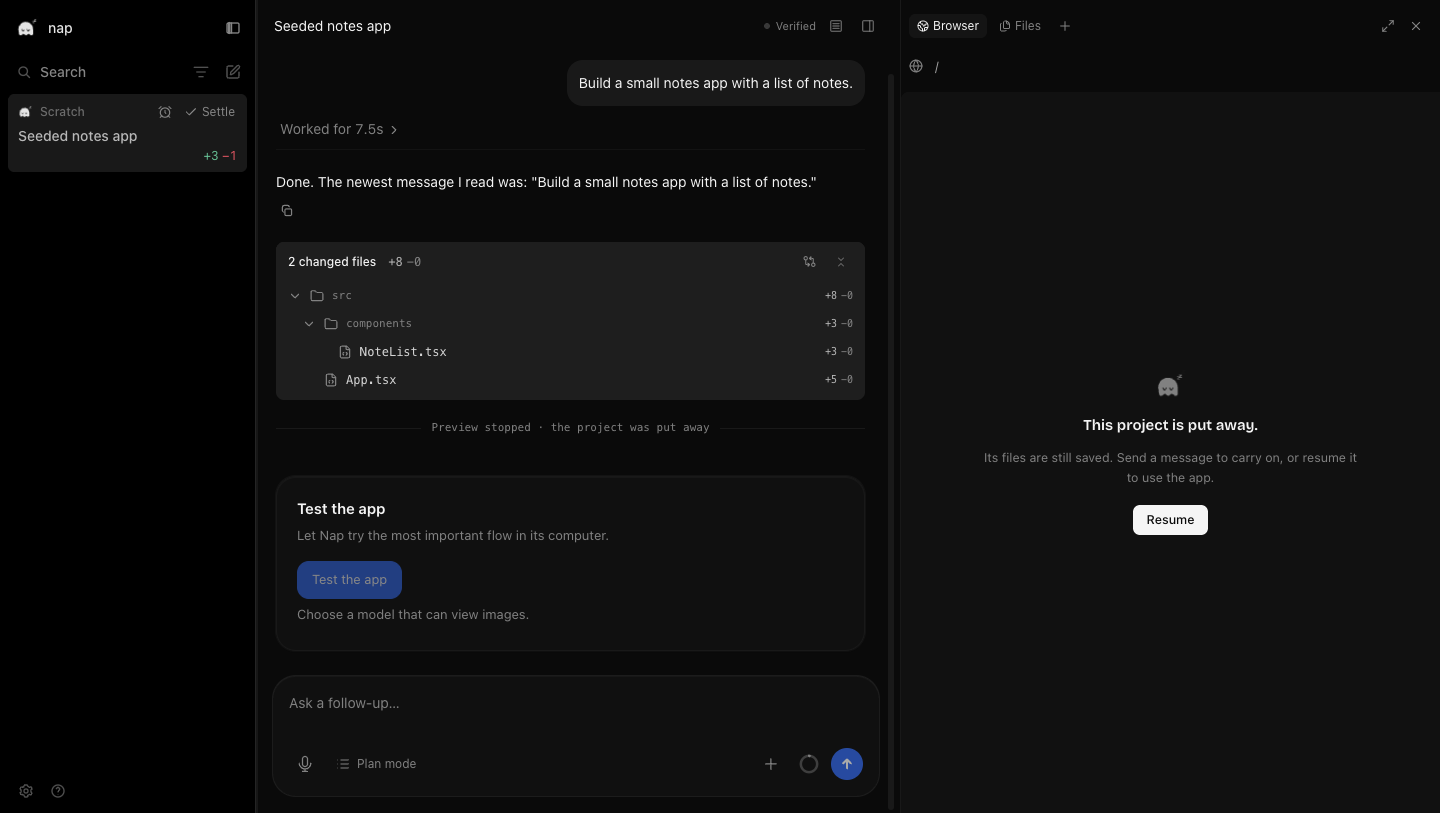 nap
Search
Scratch
Settle
Seeded notes app
+3 −1
Seeded notes app
Verified
Build a small notes app with a list of notes.
Worked for 7.5s
Done. The newest message I read was: "Build a small notes app with a list of notes."
2 changed files +8 −0
src +8 −0
components +3 −0
NoteList.tsx +3 −0
App.tsx +5 −0
Preview stopped · the project was put away
Test the app
Let Nap try the most important flow in its computer.
Test the app
Choose a model that can view images.
Ask a follow-up...
Plan mode
Browser
Files
/
This project is put away.
Its files are still saved. Send a message to carry on, or resume it
to use the app.
Resume